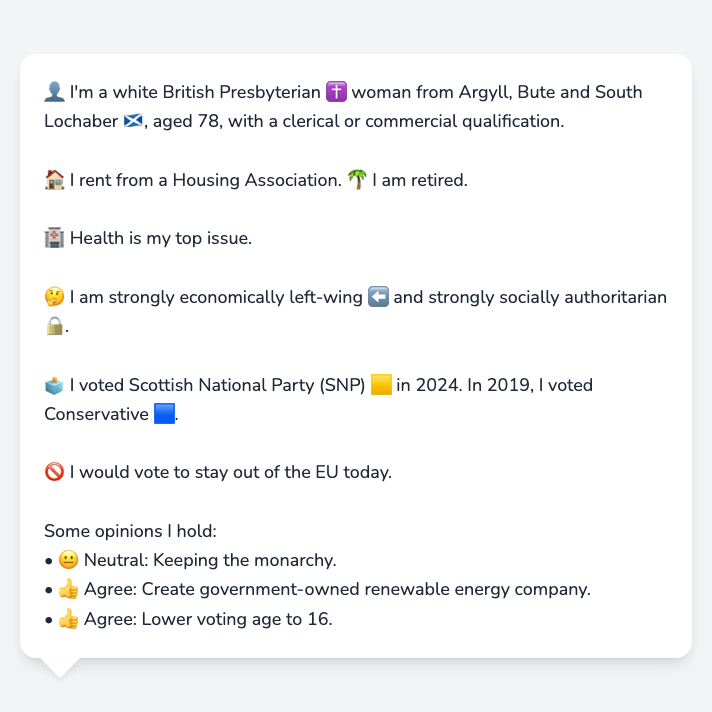 👤 I'm a white British Presbyterian ✝️ woman from Argyll, Bute and South
Lochaber 🏴󠁧󠁢󠁳󠁣󠁴󠁿, aged 78, with a clerical or commercial qualification.
🏠 I rent from a Housing Association. 🌴 I am retired.
🏥 Health is my top issue.
🤔 I am strongly economically left-wing ⬅️ and strongly socially authoritarian
🔒.
🗳️ I voted Scottish National Party (SNP) 🟨 in 2024. In 2019, I voted
Conservative 🟦.
🚫 I would vote to stay out of the EU today.
Some opinions I hold:
• 😐 Neutral: Keeping the monarchy.
• 👍 Agree: Create government-owned renewable energy company.
• 👍 Agree: Lower voting age to 16.